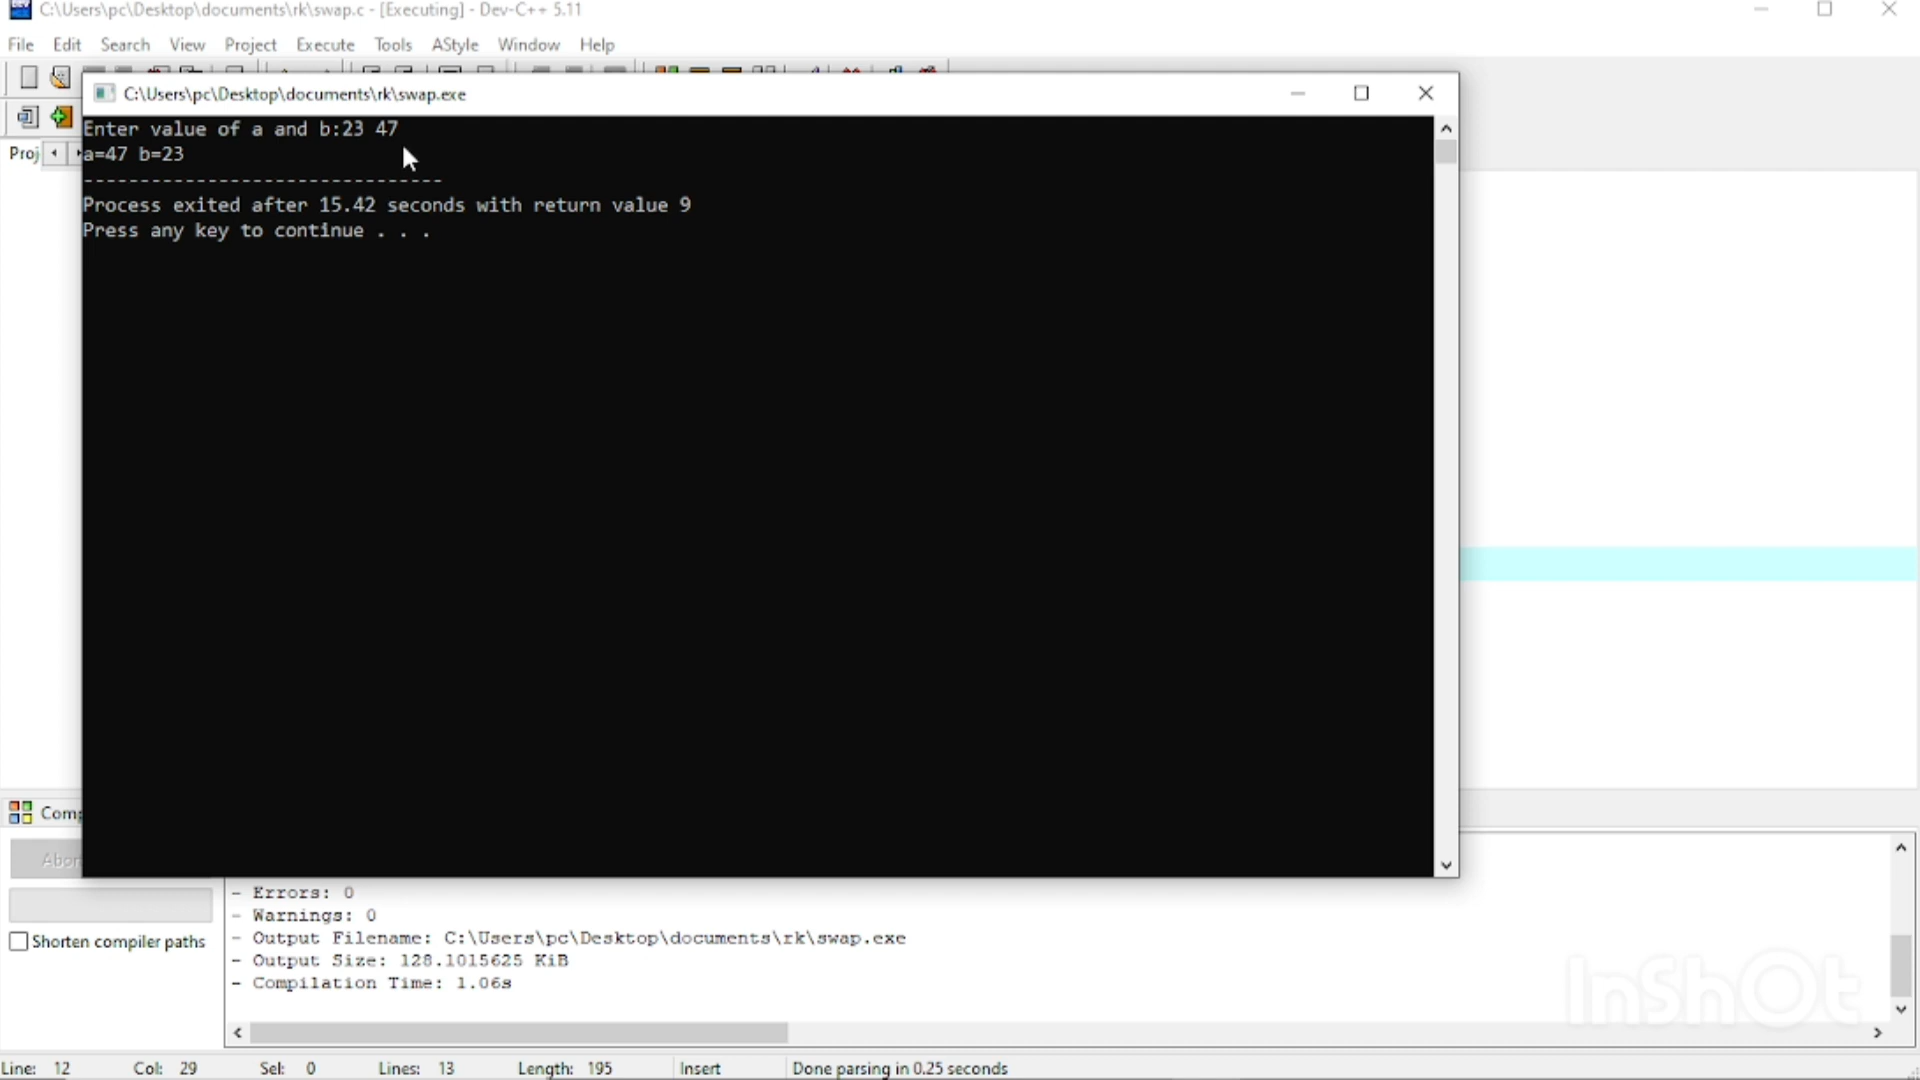 C:\Users\pc\Desktop\documents\rk\swap.c - [Executing] - Dev-C++ 5.11
File Edit Search View Project Execute Tools AStyle Window Help
C:\Users\pc\Desktop\documents\rk\swap.exe
Enter value of a and b:23 47
Proj
a=47 b=23
--------------------------------
Process exited after 15.42 seconds with return value 9
Press any key to continue . . .
Comp
Abor
- Errors: 0
- Warnings: 0
Shorten compiler paths
- Output Filename: C:\Users\pc\Desktop\documents\rk\swap.exe
- Output Size: 128.1015625 KiB
- Compilation Time: 1.06s
InShOt
Line: 12 Col: 29 Sel: 0 Lines: 13 Length: 195 Insert Done parsing in 0.25 seconds